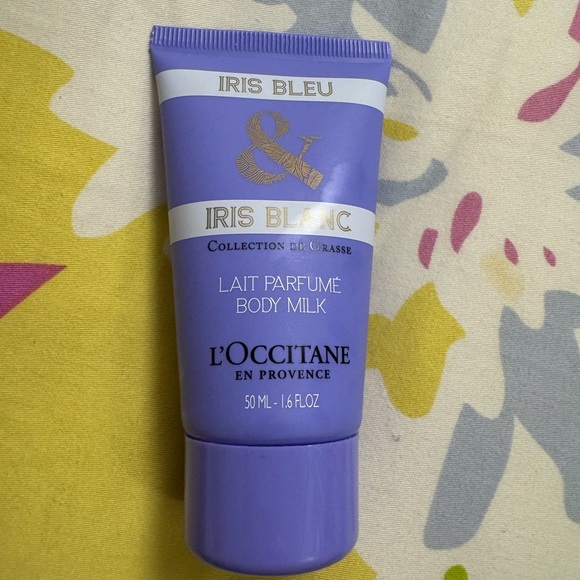 IRIS BLEU
&
IRIS BLANC
COLLECTION DE GRASSE
LAIT PARFUMÉ
BODY MILK
L'OCCITANE
EN PROVENCE
50 ML - 1.6 FL.OZ